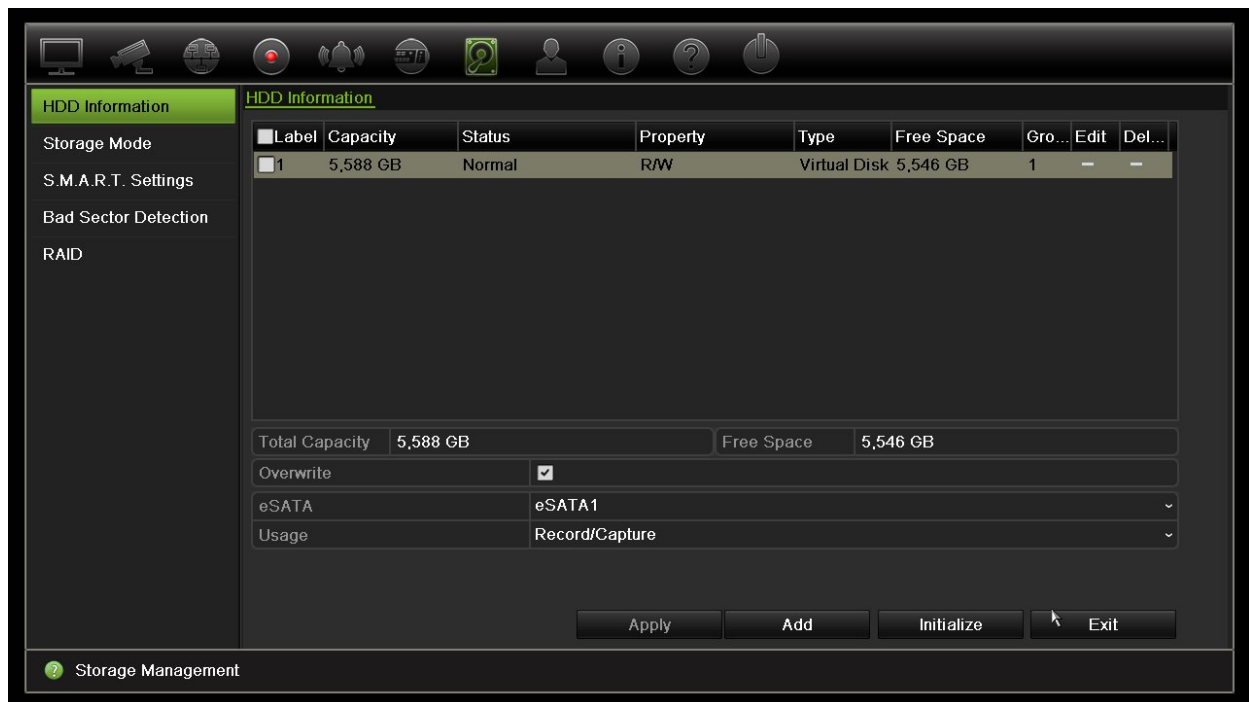 HDD Information
HDD Information
Storage Mode
S.M.A.R.T. Settings
Bad Sector Detection
RAID
Label Capacity Status Property Type Free Space Gro... Edit Del...
1 5,588 GB Normal R/W Virtual Disk 5,546 GB 1 — —
Total Capacity 5,588 GB Free Space 5,546 GB
Overwrite
eSATA eSATA1
Usage Record/Capture
Apply Add Initialize Exit
Storage Management